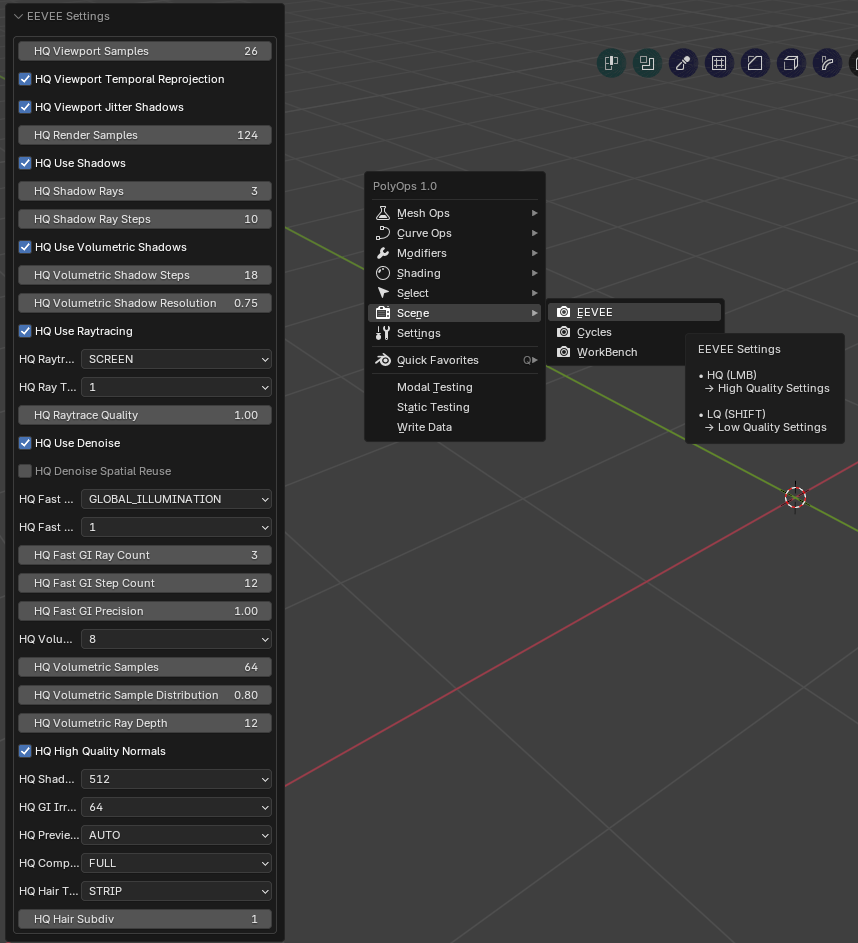 EEVEE Settings
HQ Viewport Samples 26
HQ Viewport Temporal Reprojection
HQ Viewport Jitter Shadows
HQ Render Samples 124
HQ Use Shadows
HQ Shadow Rays 3
HQ Shadow Ray Steps 10
HQ Use Volumetric Shadows
HQ Volumetric Shadow Steps 18
HQ Volumetric Shadow Resolution 0.75
HQ Use Raytracing
HQ Raytr... SCREEN
HQ Ray T... 1
HQ Raytrace Quality 1.00
HQ Use Denoise
HQ Denoise Spatial Reuse
HQ Fast ... GLOBAL_ILLUMINATION
HQ Fast ... 1
HQ Fast GI Ray Count 3
HQ Fast GI Step Count 12
HQ Fast GI Precision 1.00
HQ Volu... 8
HQ Volumetric Samples 64
HQ Volumetric Sample Distribution 0.80
HQ Volumetric Ray Depth 12
HQ High Quality Normals
HQ Shad... 512
HQ GI Irr... 64
HQ Previe... AUTO
HQ Comp... FULL
HQ Hair T... STRIP
HQ Hair Subdiv 1
PolyOps 1.0
Mesh Ops
Curve Ops
Modifiers
Shading
Select
Scene
Settings
Quick Favorites Q
Modal Testing
Static Testing
Write Data
EEVEE
Cycles
WorkBench
EEVEE Settings
• HQ (LMB)
→ High Quality Settings
• LQ (SHIFT)
→ Low Quality Settings